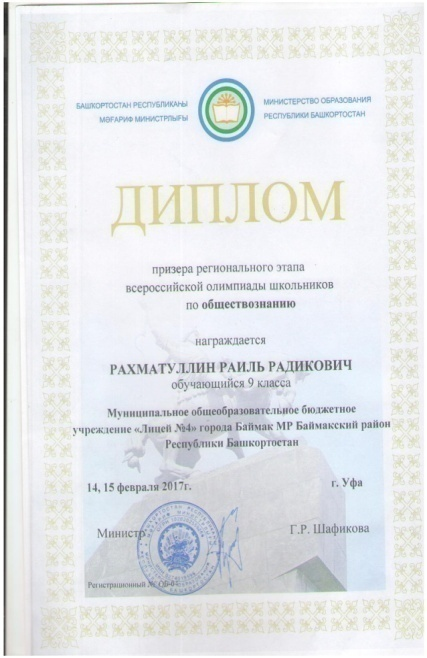 БАШҠОРТОСТАН РЕСПУБЛИКАҺЫ
МӘҒАРИФ МИНИСТРЛЫҒЫ
МИНИСТЕРСТВО ОБРАЗОВАНИЯ
РЕСПУБЛИКИ БАШКОРТОСТАН
ДИПЛОМ
призера регионального этапа
всероссийской олимпиады школьников
по обществознанию
награждается
РАХМАТУЛЛИН РАИЛЬ РАДИКОВИЧ
обучающийся 9 класса
Муниципальное общеобразовательное бюджетное
учреждение «Лицей №4» города Баймак МР Баймакский район
Республики Башкортостан
14, 15 февраля 2017г.
г. Уфа
Министр
Г.Р. Шафикова
Регистрационный №